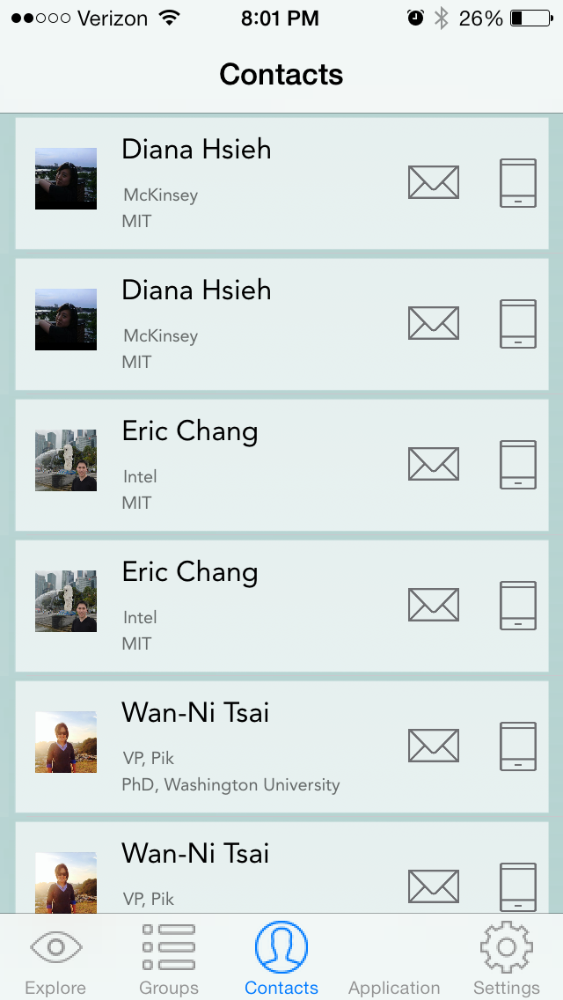 Verizon 8:01 PM 26%
Contacts
Diana Hsieh
McKinsey
MIT
Diana Hsieh
McKinsey
MIT
Eric Chang
Intel
MIT
Eric Chang
Intel
MIT
Wan-Ni Tsai
VP, Pik
PhD, Washington University
Wan-Ni Tsai
VP, Pik
Explore Groups Contacts Application Settings